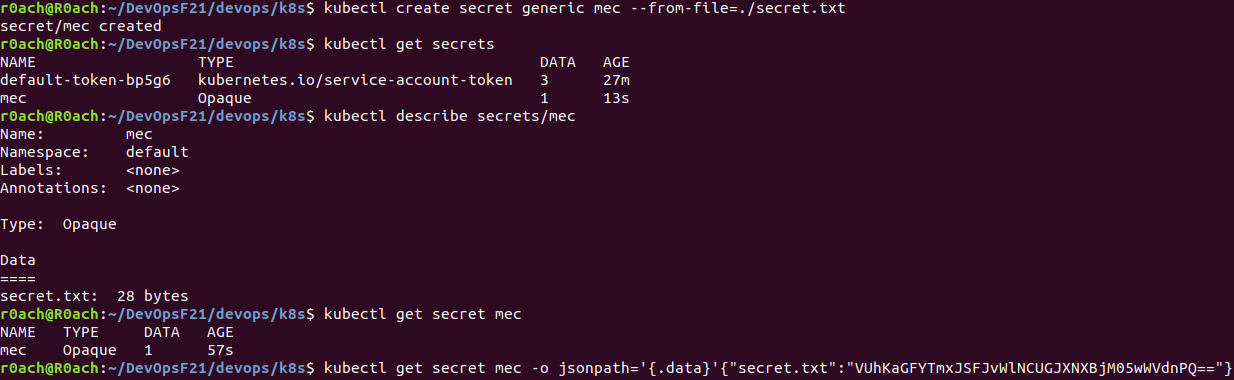 r0ach@R0ach:~/DevOpsF21/devops/k8s$ kubectl create secret generic mec --from-file=./secret.txt
secret/mec created
r0ach@R0ach:~/DevOpsF21/devops/k8s$ kubectl get secrets
NAME                  TYPE                                  DATA   AGE
default-token-bp5g6   kubernetes.io/service-account-token   3      27m
mec                   Opaque                                1      13s
r0ach@R0ach:~/DevOpsF21/devops/k8s$ kubectl describe secrets/mec
Name:         mec
Namespace:    default
Labels:       <none>
Annotations:  <none>
Type:  Opaque
Data
====
secret.txt:  28 bytes
r0ach@R0ach:~/DevOpsF21/devops/k8s$ kubectl get secret mec
NAME   TYPE     DATA   AGE
mec    Opaque   1      57s
r0ach@R0ach:~/DevOpsF21/devops/k8s$ kubectl get secret mec -o jsonpath='{.data}'{"secret.txt":"VUhKaGFYTmxJSFJvWlNCUGJXNXBjM05wWVdnPQ=="}